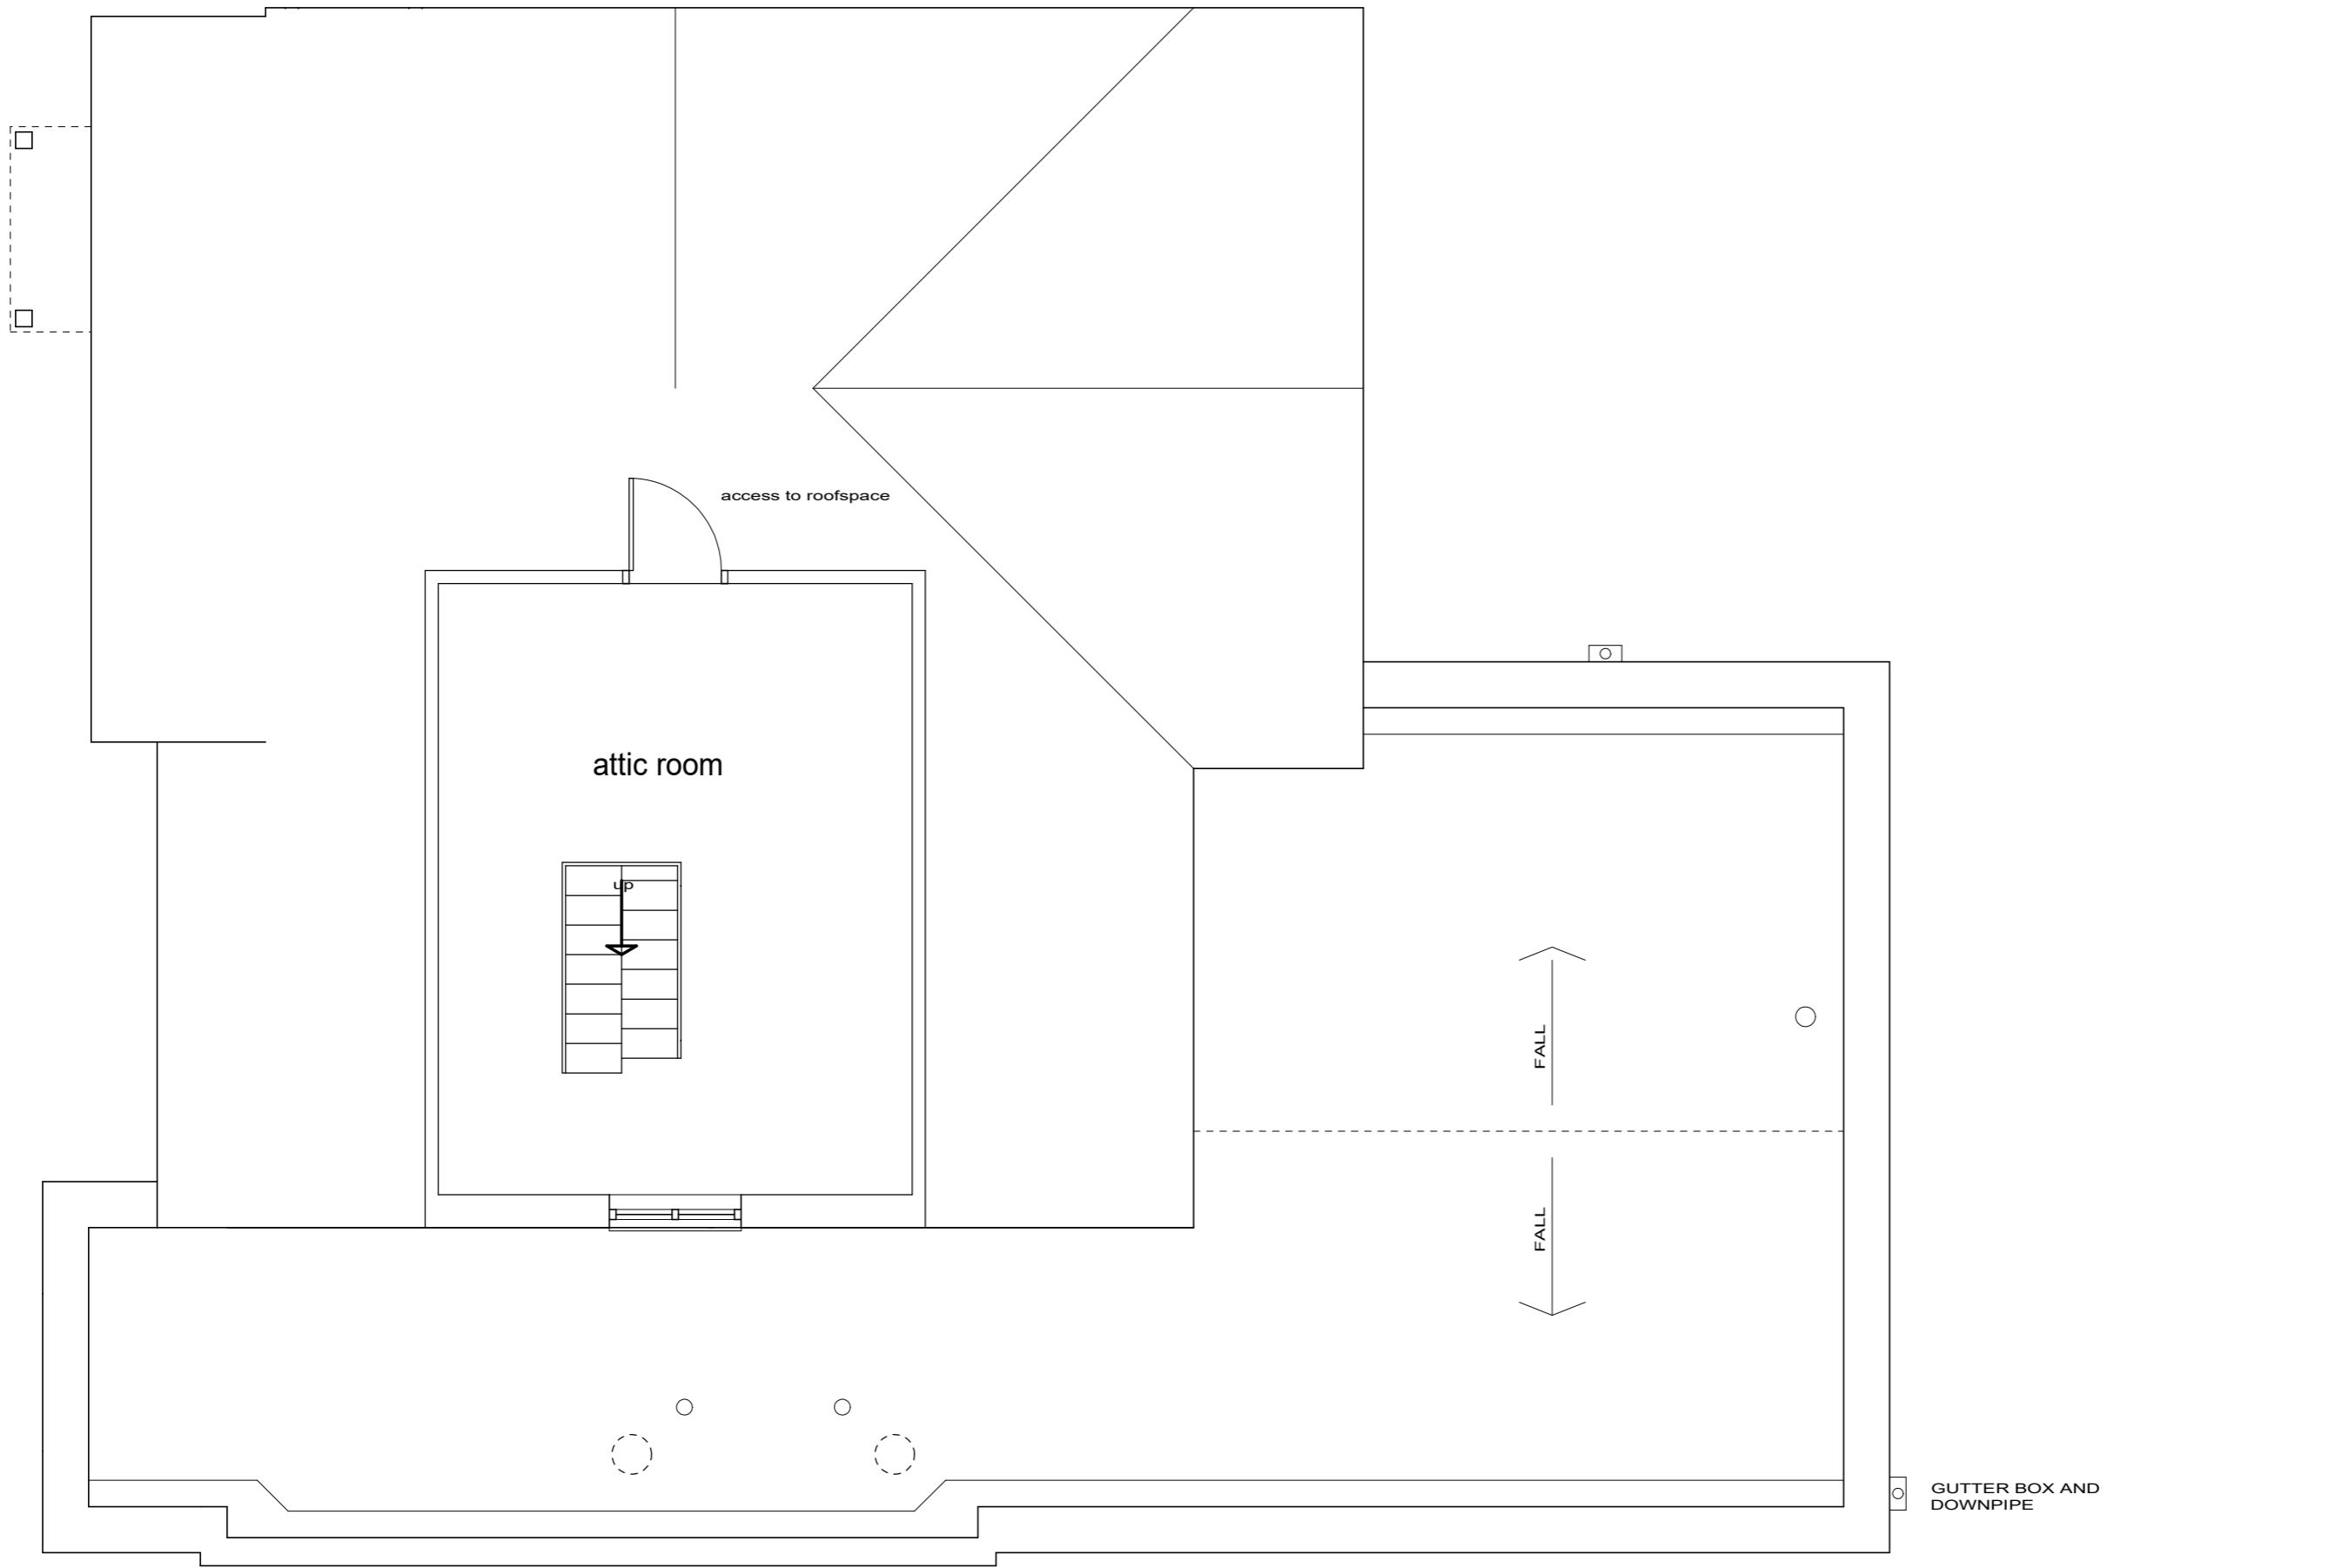 access to roofspace
attic room
up
FALL
FALL
GUTTER BOX AND
DOWNPIPE